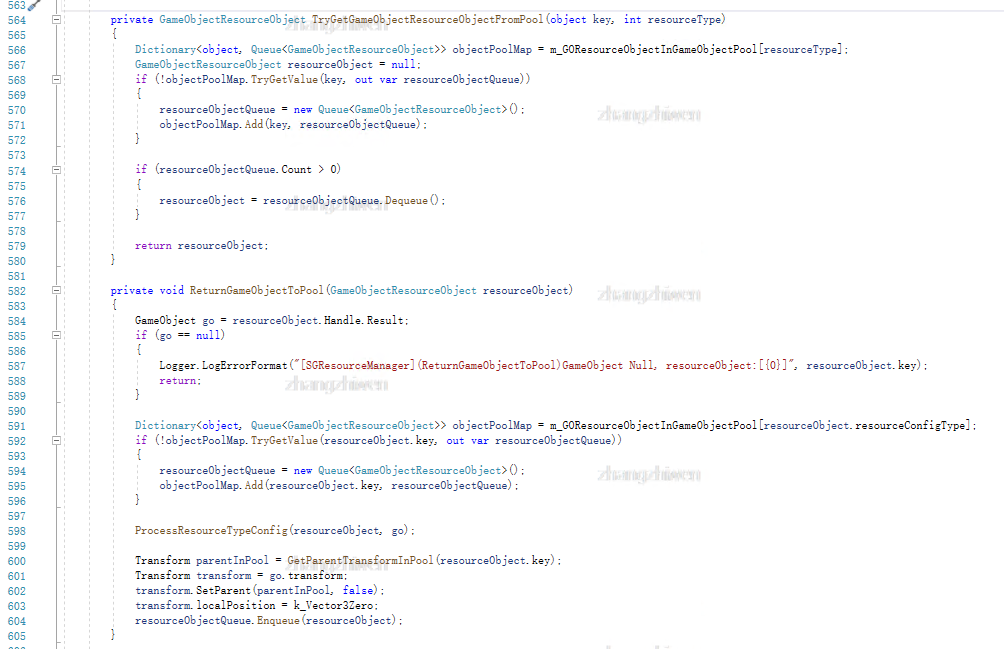 563
564 private GameObjectResourceObject TryGetGameObjectResourceObjectFromPool(object key, int resourceType)
565 {
566 Dictionary<object, Queue<GameObjectResourceObject>> objectPoolMap = m_GOResourceObjectInGameObjectPool[resourceType];
567 GameObjectResourceObject resourceObject = null;
568 if (!objectPoolMap.TryGetValue(key, out var resourceObjectQueue))
569 {
570 resourceObjectQueue = new Queue<GameObjectResourceObject>();
571 objectPoolMap.Add(key, resourceObjectQueue);
572 }
573
574 if (resourceObjectQueue.Count > 0)
575 {
576 resourceObject = resourceObjectQueue.Dequeue();
577 }
578
579 return resourceObject;
580 }
581
582 private void ReturnGameObjectToPool(GameObjectResourceObject resourceObject)
583 {
584 GameObject go = resourceObject.Handle.Result;
585 if (go == null)
586 {
587 Logger.LogErrorFormat("[SGResourceManager](ReturnGameObjectToPool)GameObject Null, resourceObject:[{0}]", resourceObject.key);
588 return;
589 }
590
591 Dictionary<object, Queue<GameObjectResourceObject>> objectPoolMap = m_GOResourceObjectInGameObjectPool[resourceObject.resourceConfigType];
592 if (!objectPoolMap.TryGetValue(resourceObject.key, out var resourceObjectQueue))
593 {
594 resourceObjectQueue = new Queue<GameObjectResourceObject>();
595 objectPoolMap.Add(resourceObject.key, resourceObjectQueue);
596 }
597
598 ProcessResourceTypeConfig(resourceObject, go);
599
600 Transform parentInPool = GetParentTransformInPool(resourceObject.key);
601 Transform transform = go.transform;
602 transform.SetParent(parentInPool, false);
603 transform.localPosition = k_Vector3Zero;
604 resourceObjectQueue.Enqueue(resourceObject);
605 }